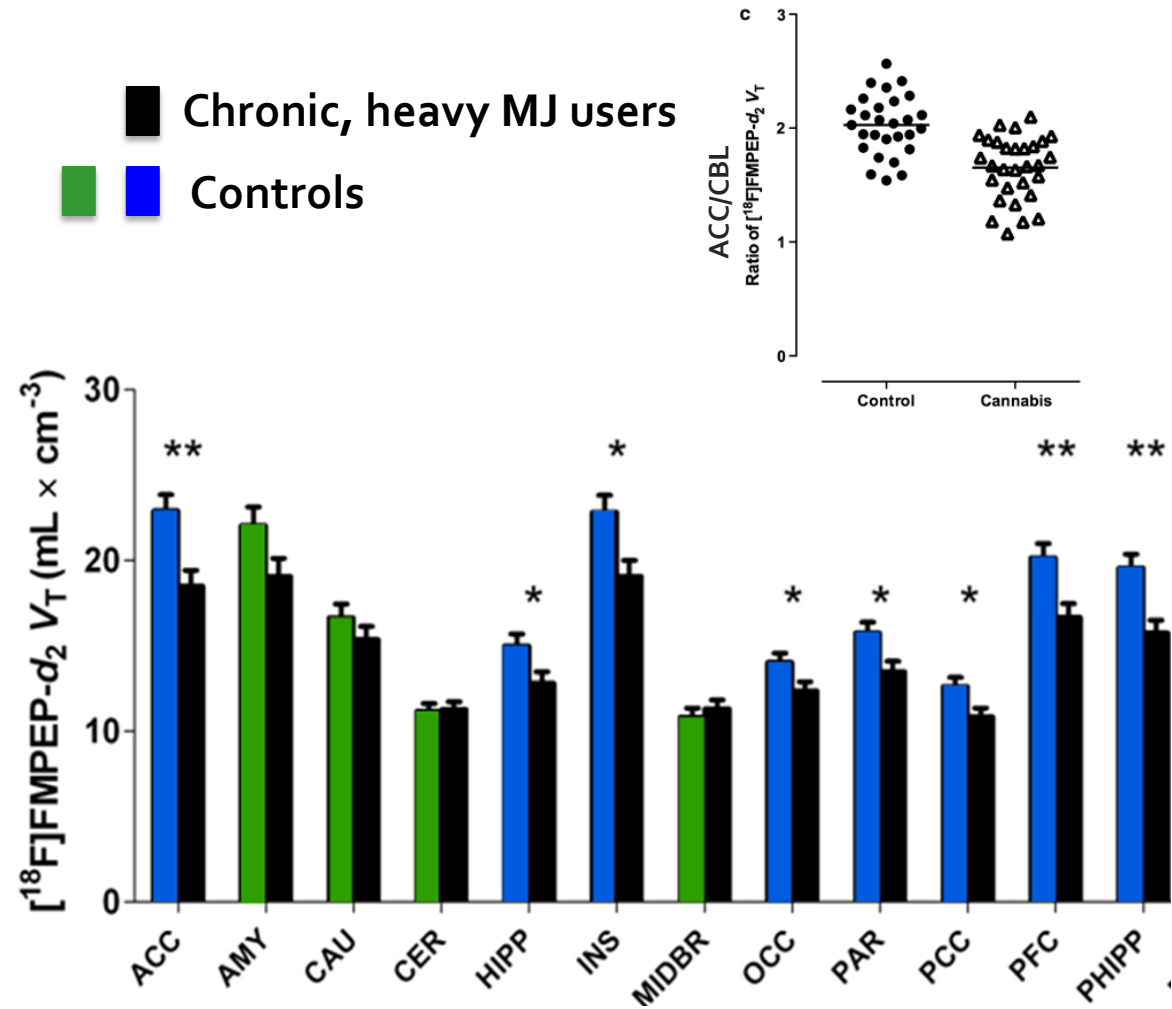 Chronic, heavy MJ users
Controls
c
ACC/CBL
Ratio of [¹⁸F]FMPEP-d₂ V_T
3
2
1
0
Control
Cannabis
[¹⁸F]FMPEP-d₂ V_T (mL × cm⁻³)
30
20
10
0
** * * * * * ** **
ACC
AMY
CAU
CER
HIPP
INS
MIDBR
OCC
PAR
PCC
PFC
PHIPP